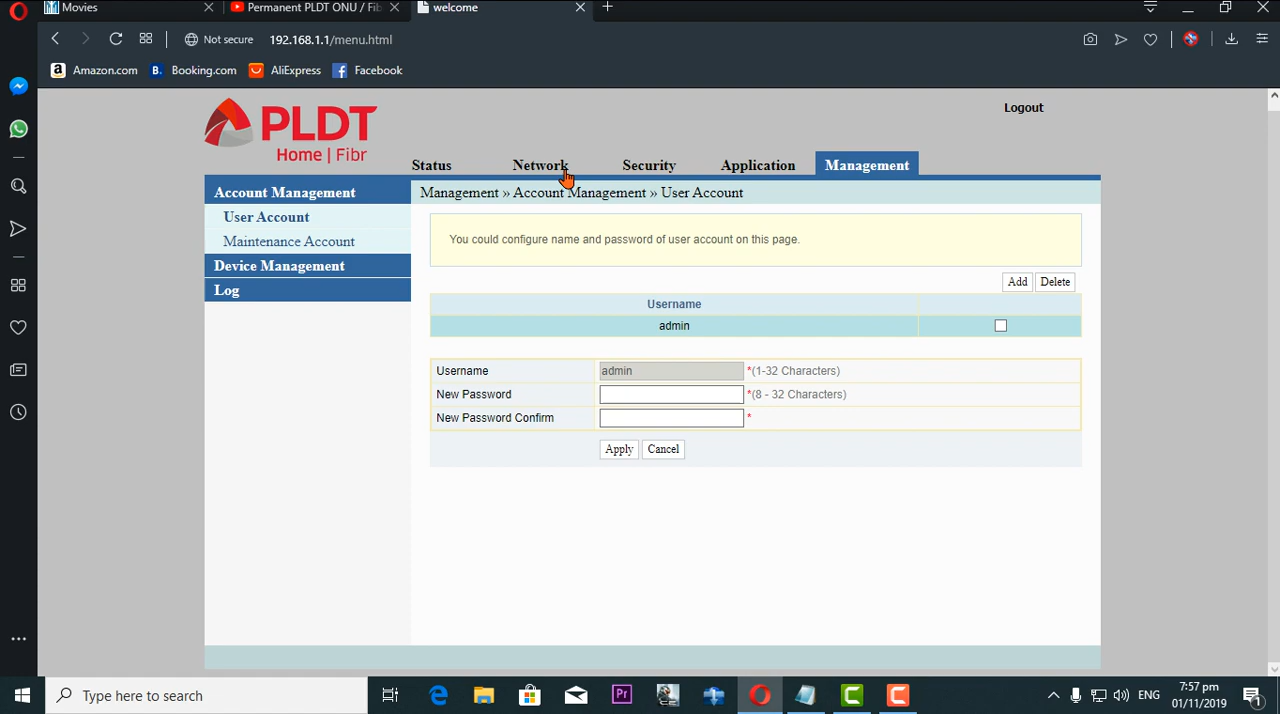 Movies
Permanent PLDT ONU / Fib
welcome
Not secure 192.168.1.1/menu.html
Amazon.com
B. Booking.com
AliExpress
Facebook
PLDT
Home | Fibr
Logout
Status Network Security Application Management
Account Management
User Account
Maintenance Account
Device Management
Log
Management » Account Management » User Account
You could configure name and password of user account on this page.
Add Delete
Username
admin
Username admin *(1-32 Characters)
New Password *(8 - 32 Characters)
New Password Confirm *
Apply Cancel
Type here to search
Pr
ENG
7:57 pm
01/11/2019
1